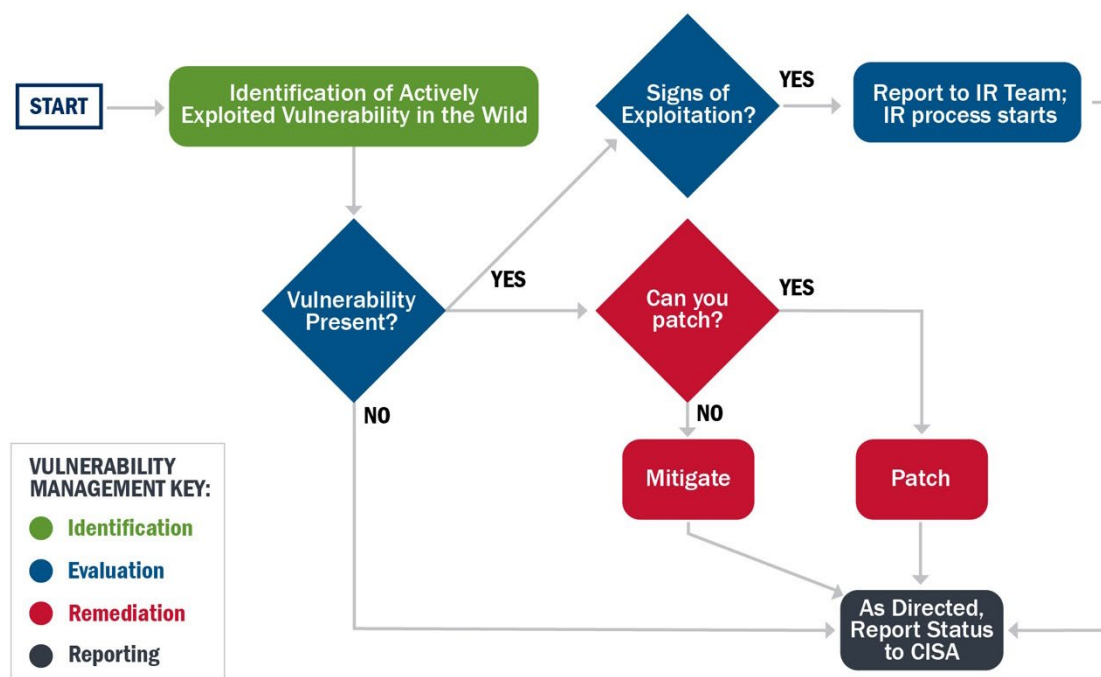 START
Identification of Actively
Exploited Vulnerability in the Wild
Signs of
Exploitation?
YES
Report to IR Team;
IR process starts
Vulnerability
Present?
YES
Can you
patch?
YES
NO
NO
Mitigate
Patch
As Directed,
Report Status
to CISA
VULNERABILITY
MANAGEMENT KEY:
Identification
Evaluation
Remediation
Reporting